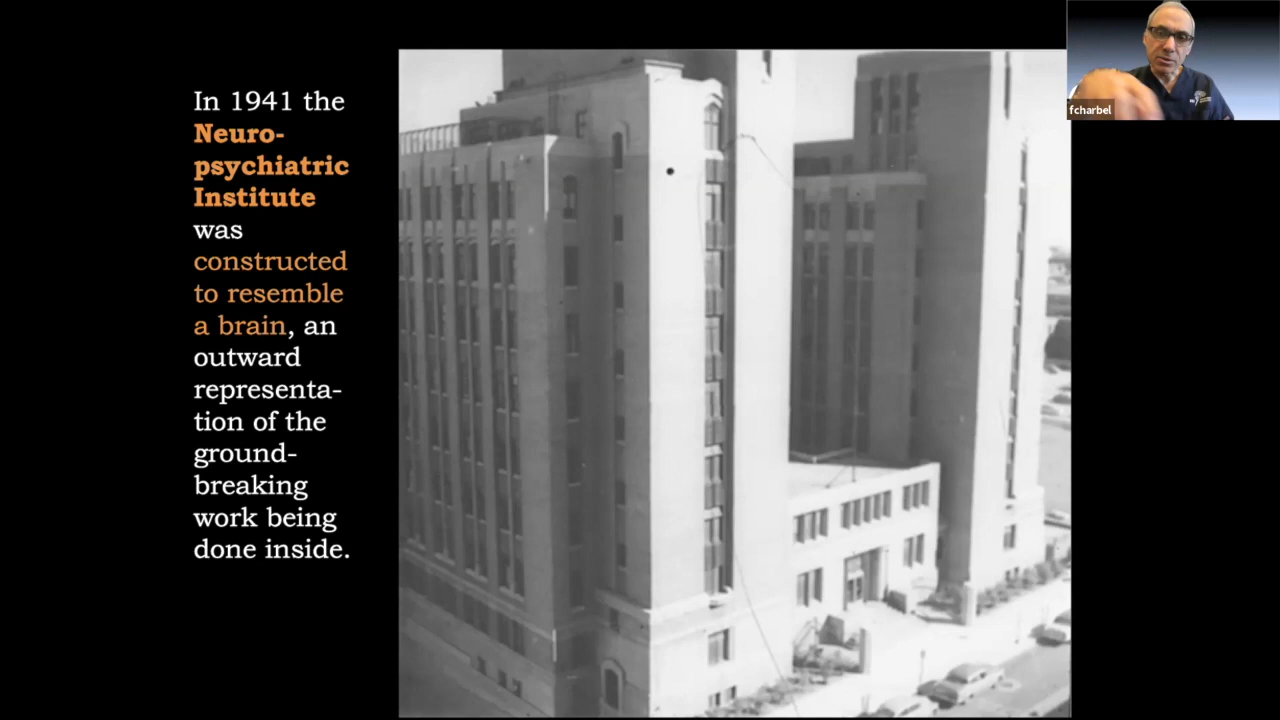 In 1941 the
Neuro-
psychiatric
Institute
was
constructed
to resemble
a brain, an
outward
representa-
tion of the
ground-
breaking
work being
done inside.
fcharbel